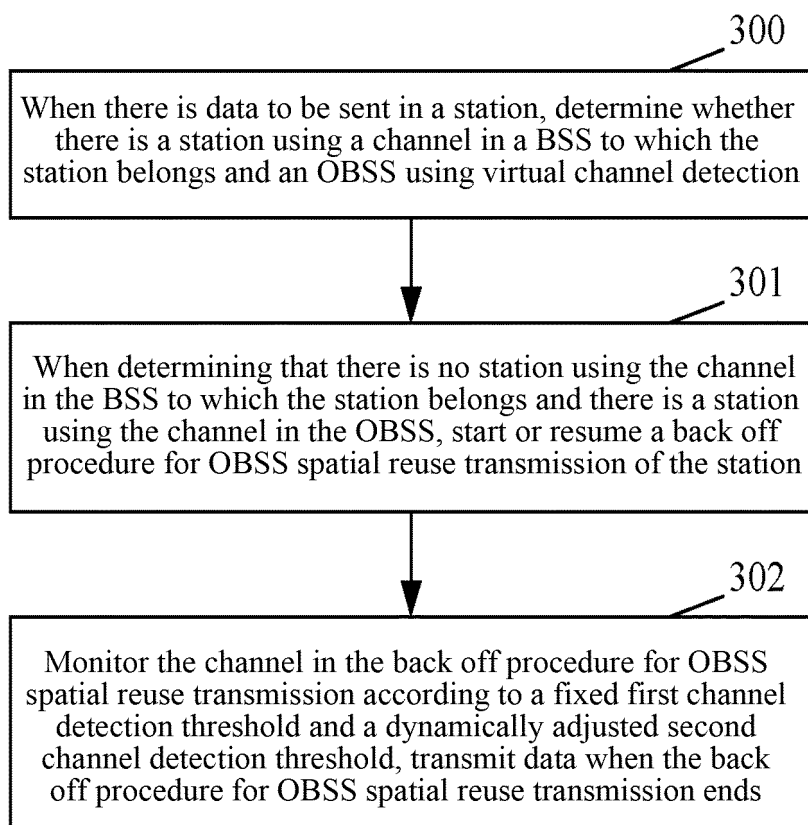 300
When there is data to be sent in a station, determine whether
there is a station using a channel in a BSS to which the
station belongs and an OBSS using virtual channel detection
301
When determining that there is no station using the channel
in the BSS to which the station belongs and there is a station
using the channel in the OBSS, start or resume a back off
procedure for OBSS spatial reuse transmission of the station
302
Monitor the channel in the back off procedure for OBSS
spatial reuse transmission according to a fixed first channel
detection threshold and a dynamically adjusted second
channel detection threshold, transmit data when the back
off procedure for OBSS spatial reuse transmission ends